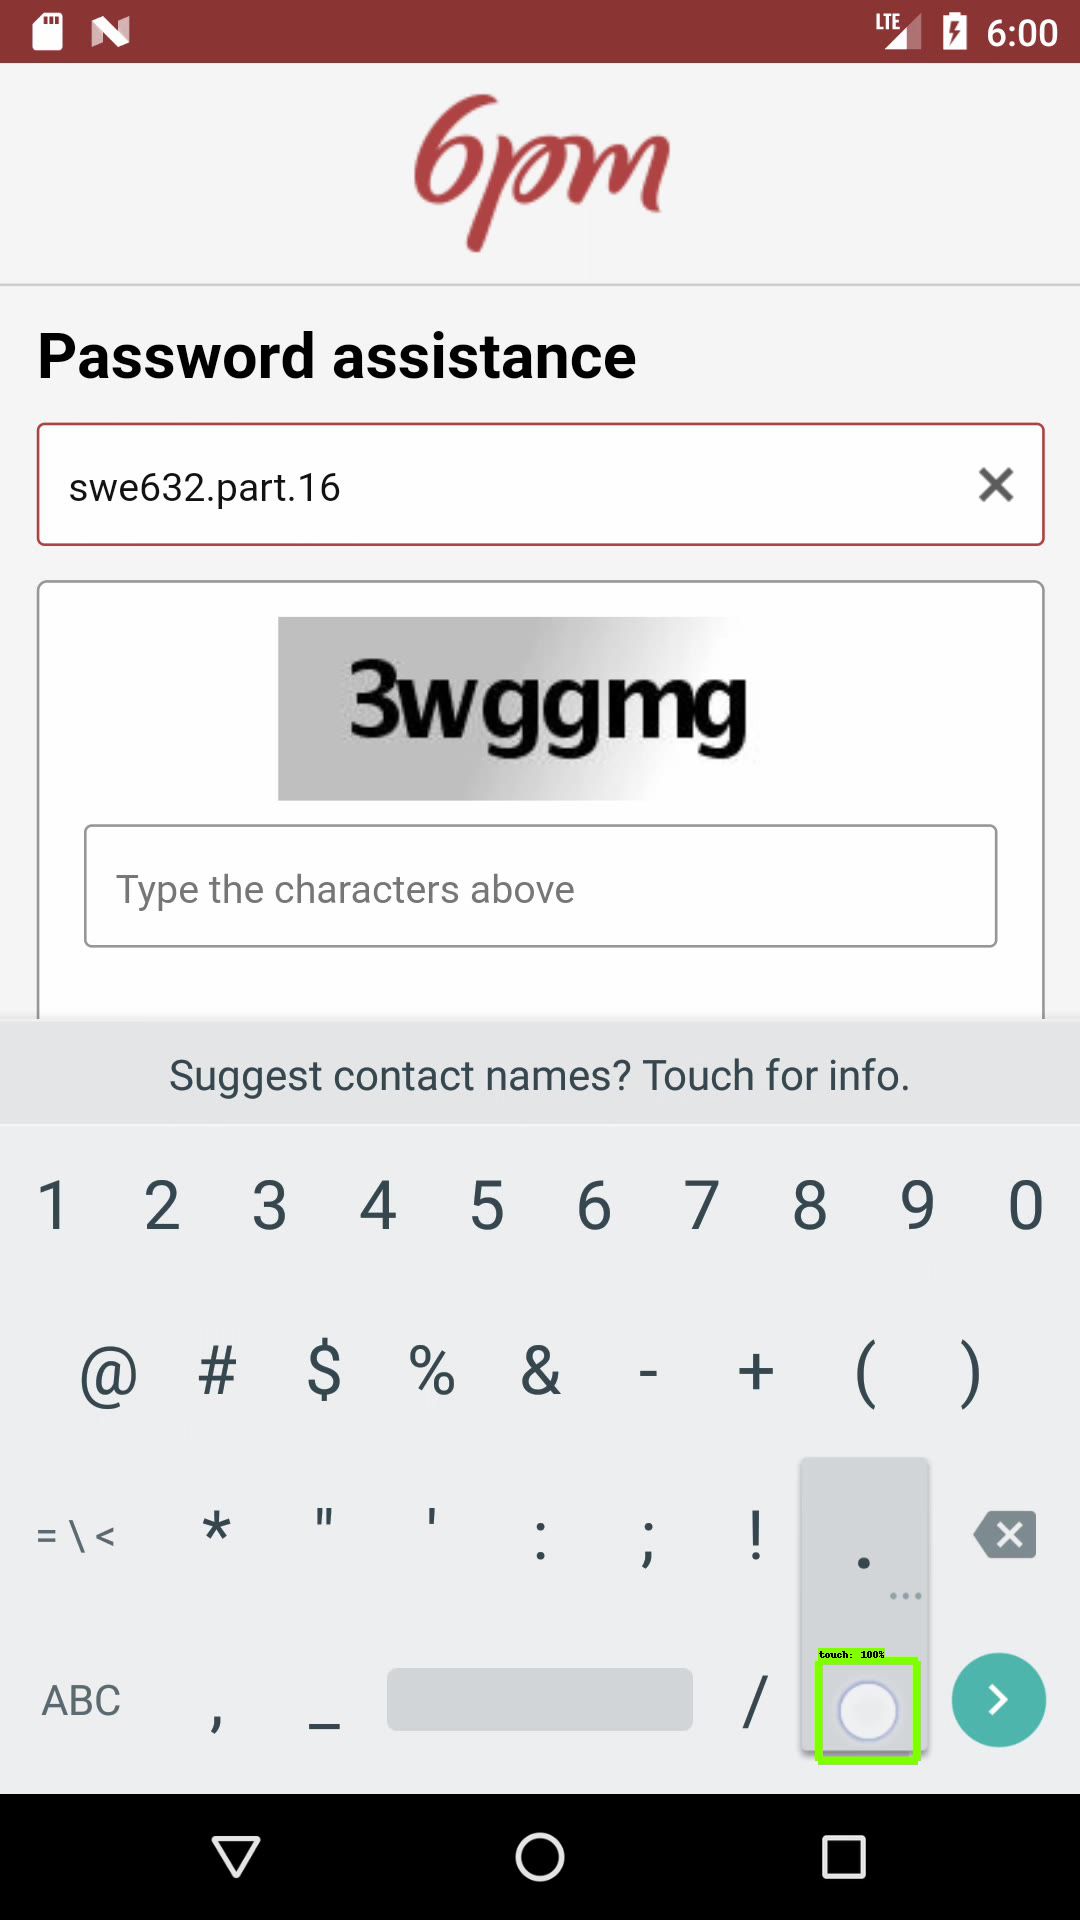 LTE 6:00
6pm
Password assistance
swe632.part.16
3wggmg
Type the characters above
Suggest contact names? Touch for info.
1 2 3 4 5 6 7 8 9 0
@ # $ % & - + ( )
= \ < * " ' : ; ! .
touch: 100%
ABC , _ /